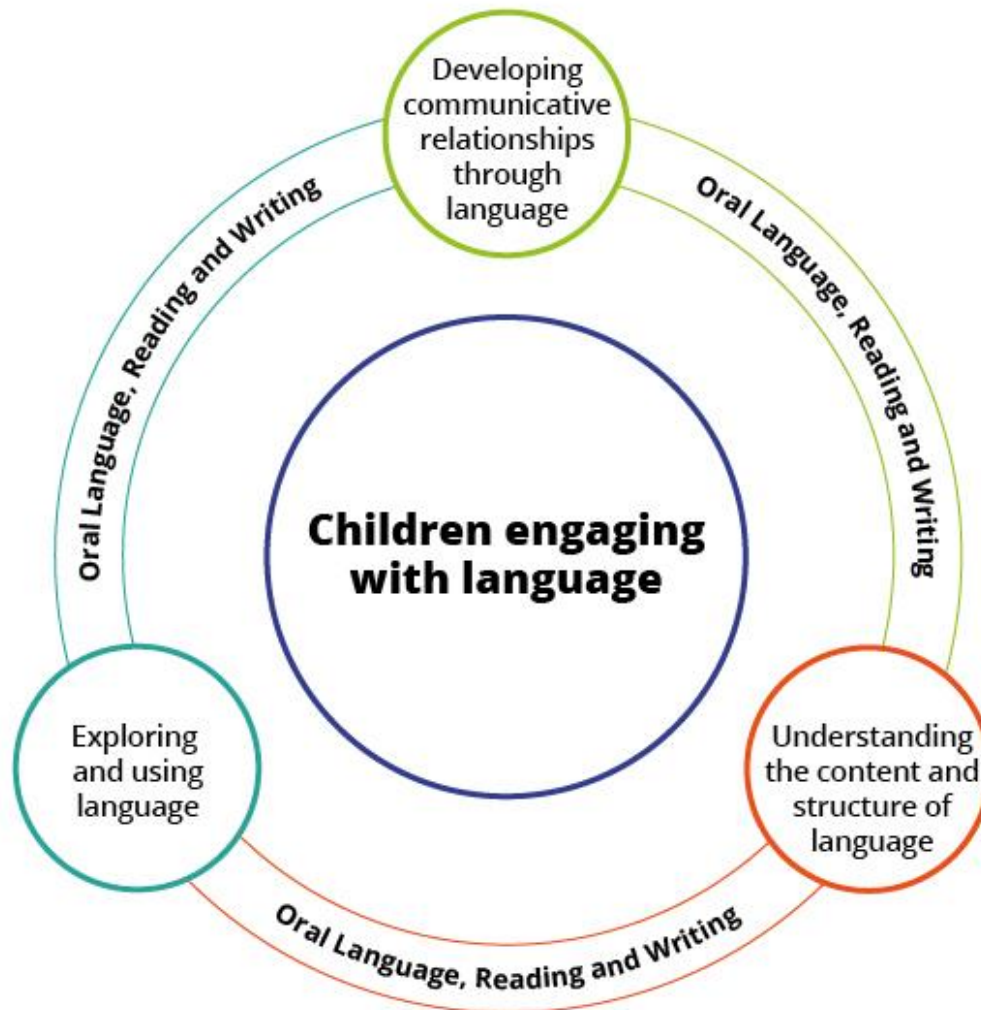 Developing
communicative
relationships
through
language
Oral Language, Reading and Writing
Oral Language, Reading and Writing
Children engaging
with language
Exploring
and using
language
Understanding
the content and
structure of
language
Oral Language, Reading and Writing